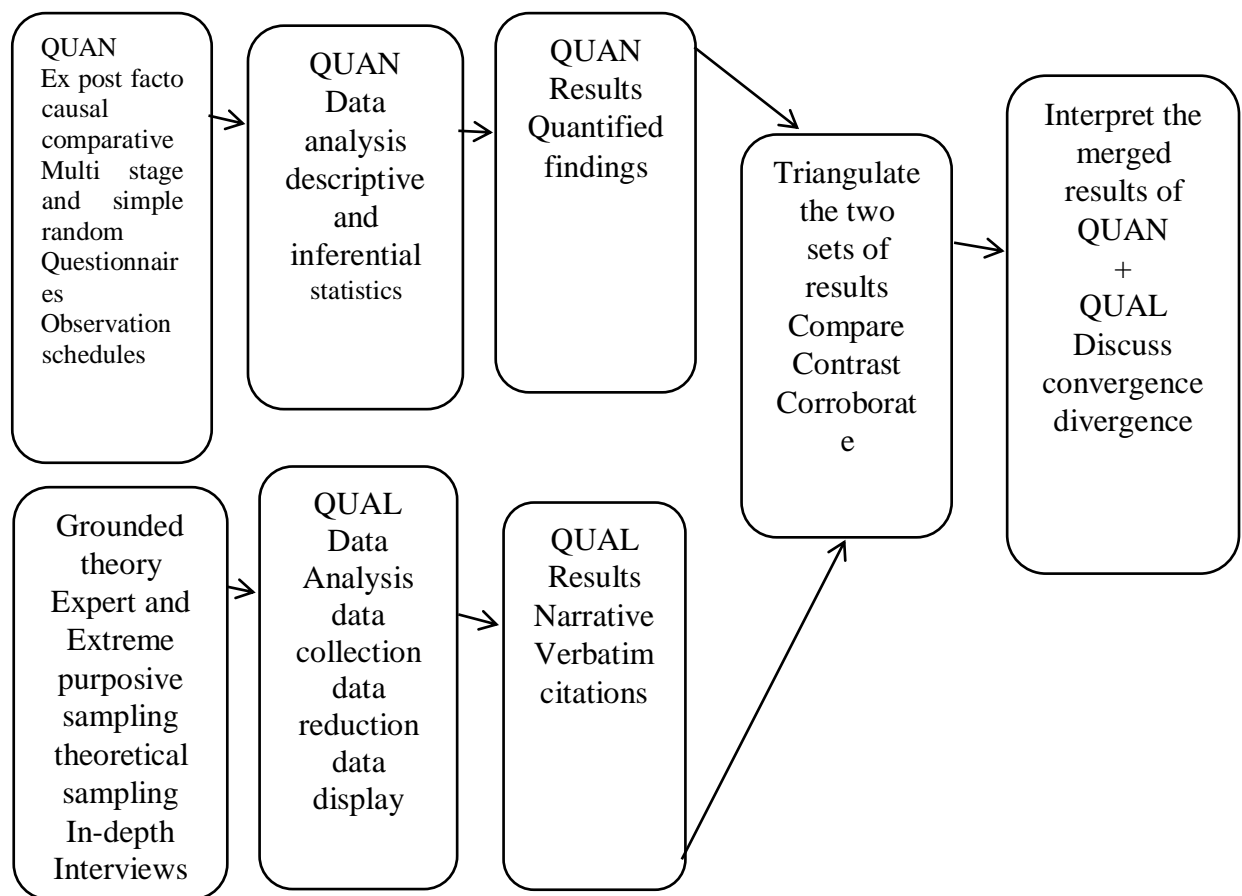 QUAN
Ex post facto
causal
comparative
Multi stage
and simple
random
Questionnair
es
Observation
schedules
QUAN
Data
analysis
descriptive
and
inferential
statistics
QUAN
Results
Quantified
findings
Triangulate
the two
sets of
results
Compare
Contrast
Corroborat
e
Interpret the
merged
results of
QUAN
+
QUAL
Discuss
convergence
divergence
Grounded
theory
Expert and
Extreme
purposive
sampling
theoretical
sampling
In-depth
Interviews
QUAL
Data
Analysis
data
collection
data
reduction
data
display
QUAL
Results
Narrative
Verbatim
citations